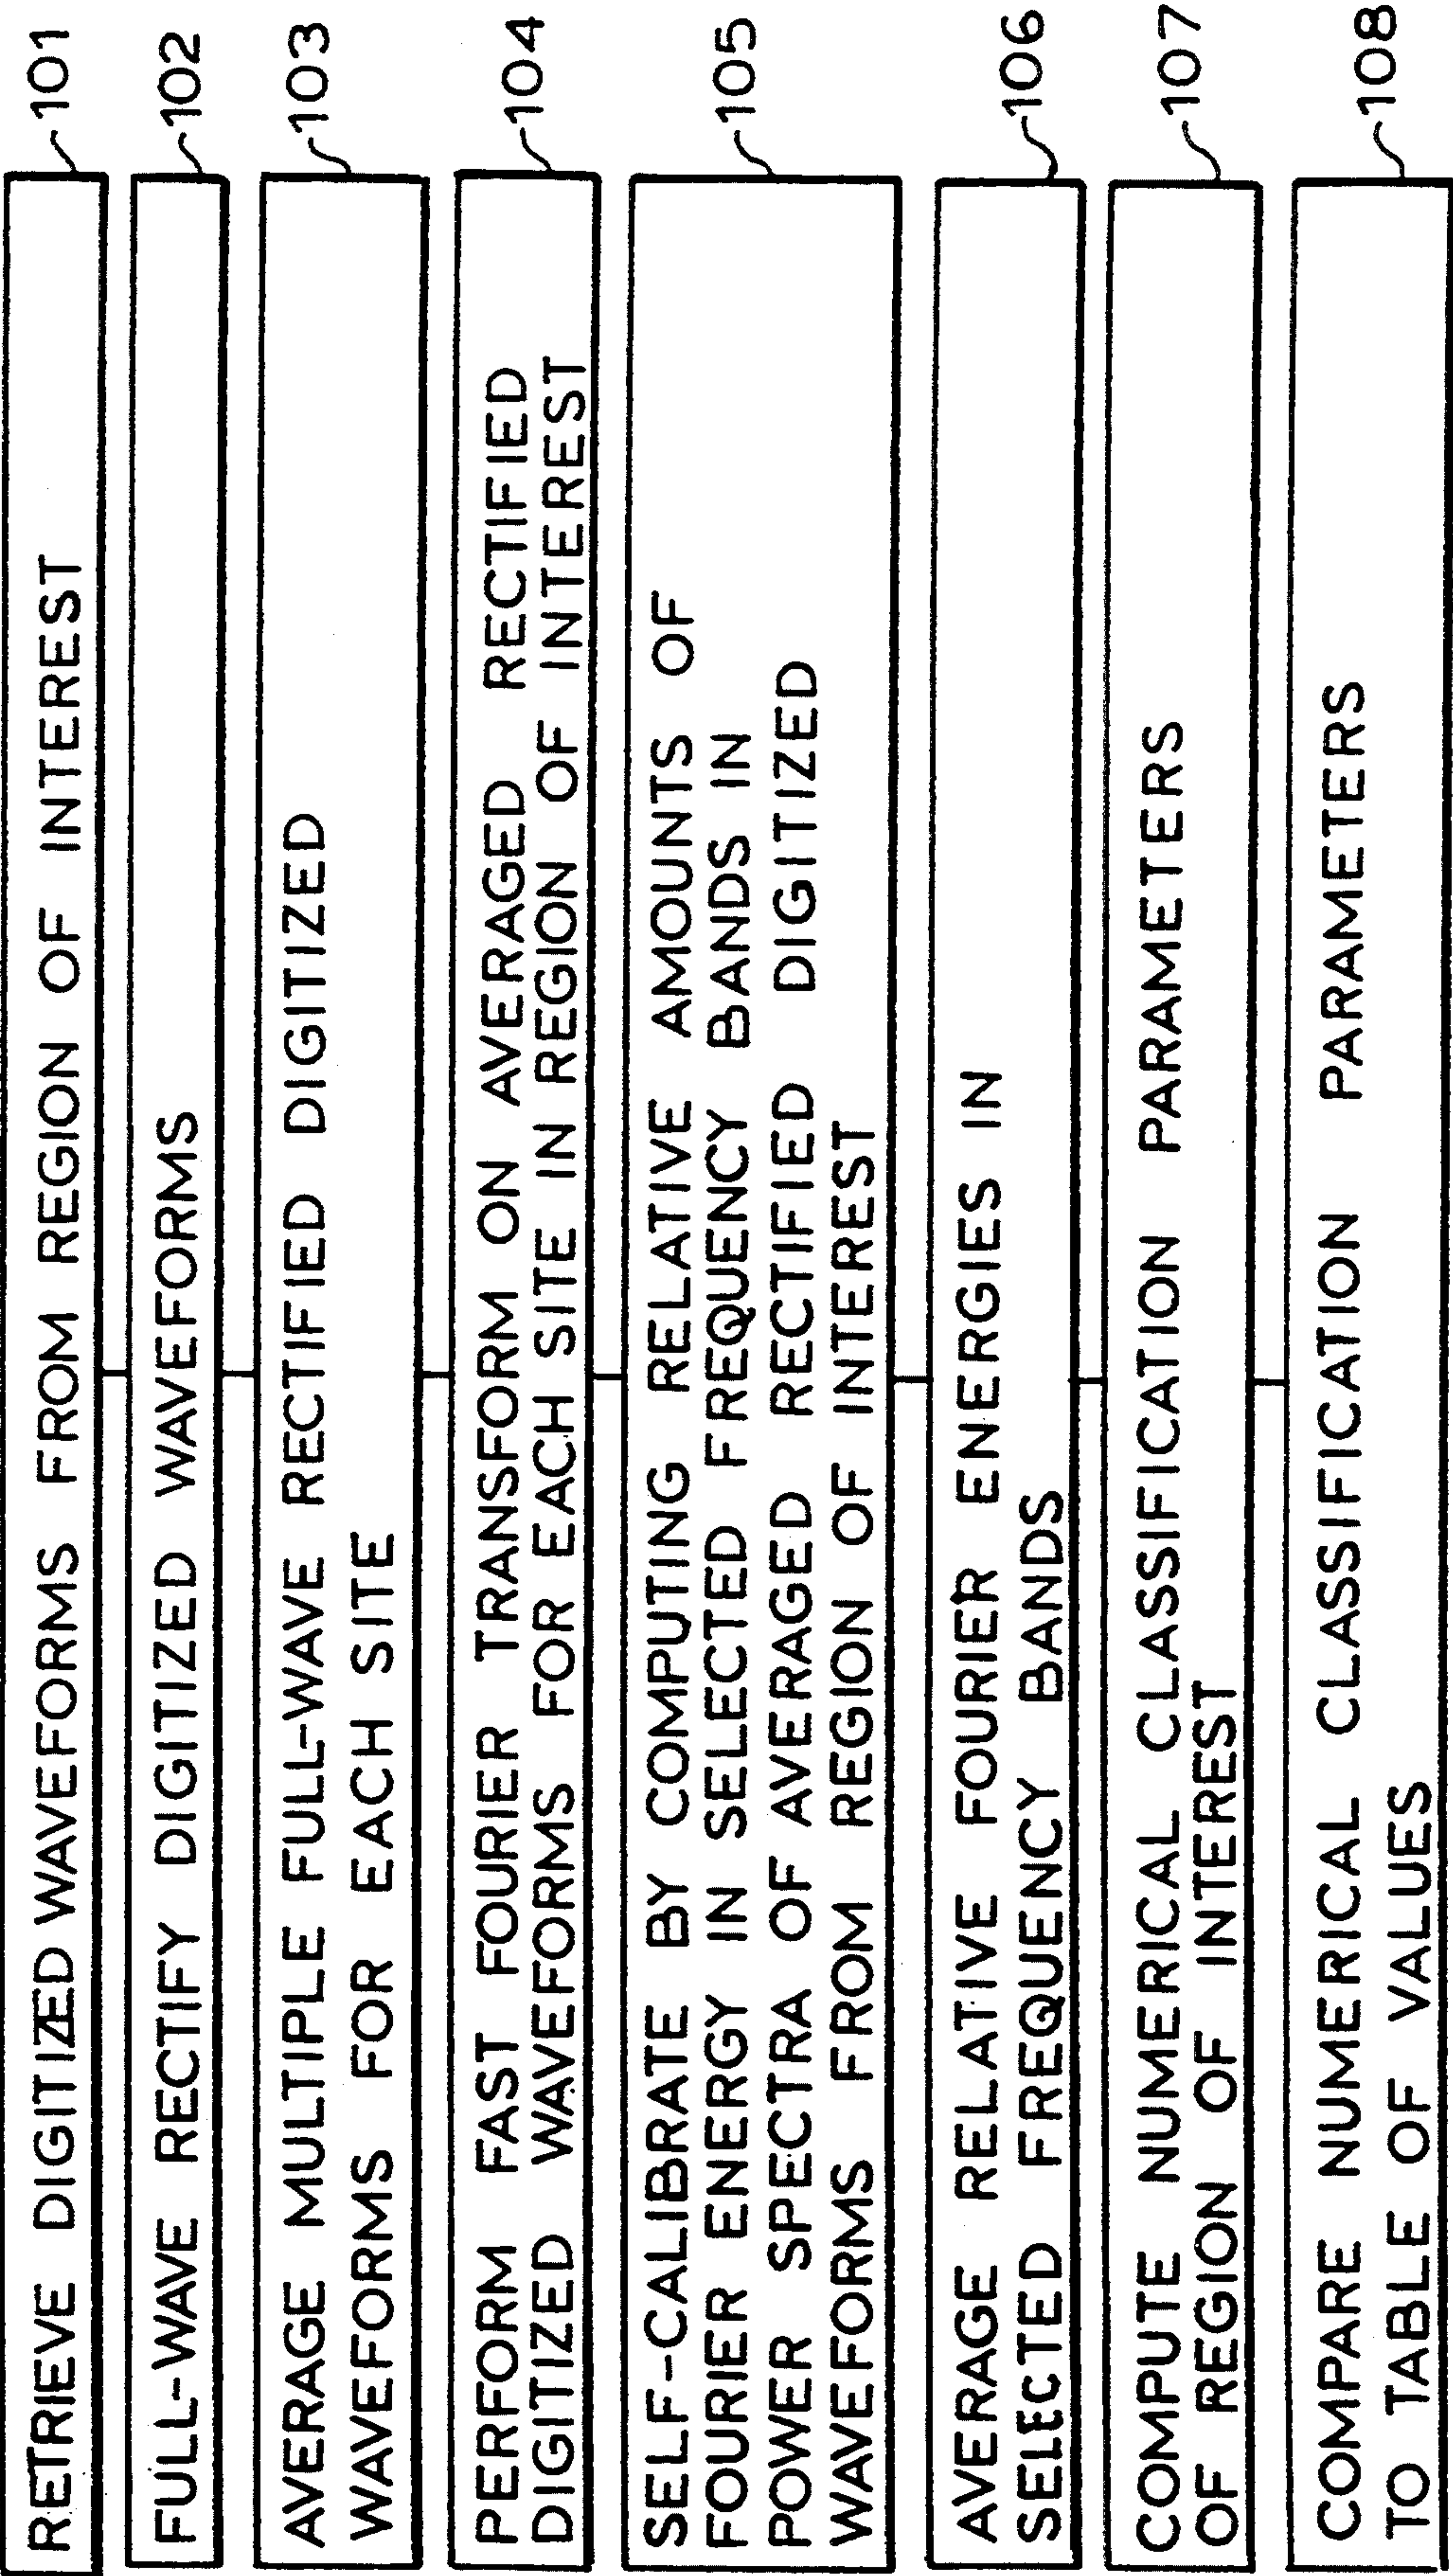 RETRIEVE DIGITIZED WAVEFORMS FROM REGION OF INTEREST
101
FULL-WAVE RECTIFY DIGITIZED WAVEFORMS
102
AVERAGE MULTIPLE FULL-WAVE RECTIFIED DIGITIZED
WAVEFORMS FOR EACH SITE
103
PERFORM FAST FOURIER TRANSFORM ON AVERAGED RECTIFIED
DIGITIZED WAVEFORMS FOR EACH SITE IN REGION OF INTEREST
104
SELF-CALIBRATE BY COMPUTING RELATIVE AMOUNTS OF
FOURIER ENERGY IN SELECTED FREQUENCY BANDS IN
POWER SPECTRA OF AVERAGED RECTIFIED DIGITIZED
WAVEFORMS FROM REGION OF INTEREST
105
AVERAGE RELATIVE FOURIER ENERGIES IN
SELECTED FREQUENCY BANDS
106
COMPUTE NUMERICAL CLASSIFICATION PARAMETERS
OF REGION OF INTEREST
107
COMPARE NUMERICAL CLASSIFICATION PARAMETERS
TO TABLE OF VALUES
108